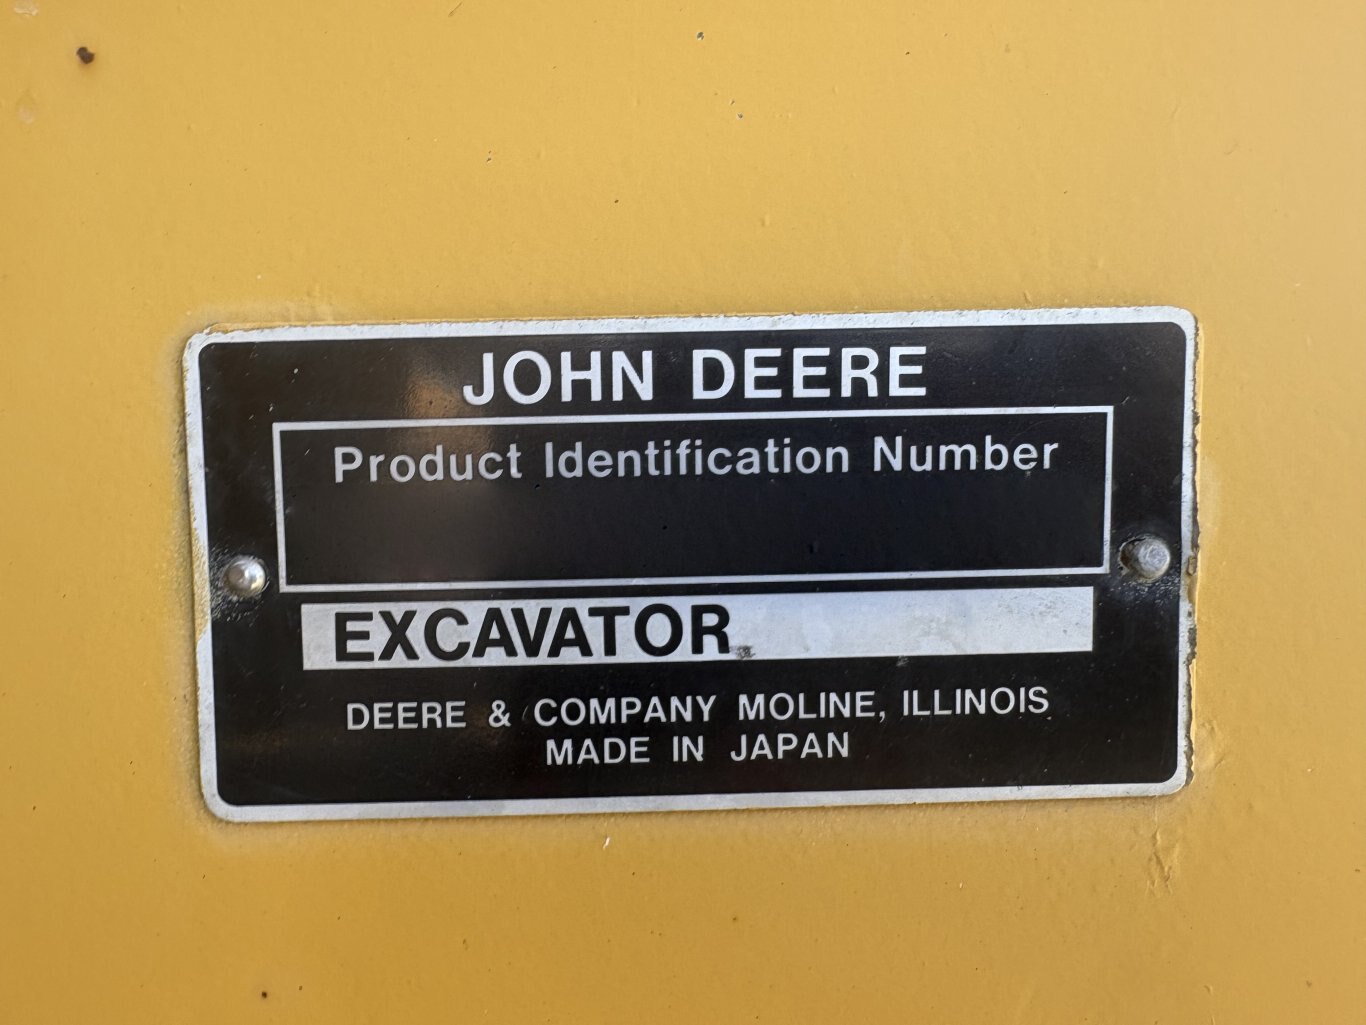 JOHN DEERE
Product Identification Number
EXCAVATOR
DEERE & COMPANY MOLINE, ILLINOIS
MADE IN JAPAN